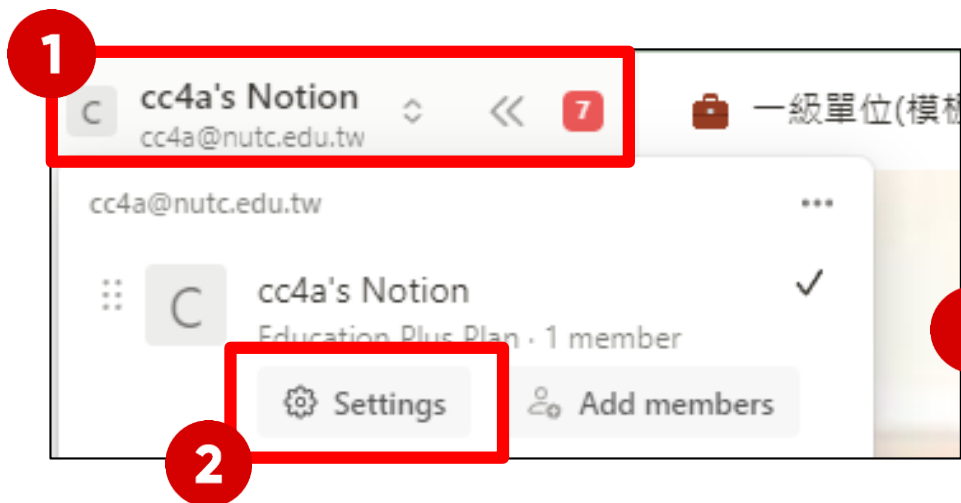 1
C cc4a's Notion 7
cc4a@nutc.edu.tw
一級單位(模板
cc4a@nutc.edu.tw
C cc4a's Notion
Education Plus Plan · 1 member
Settings
Add members
2